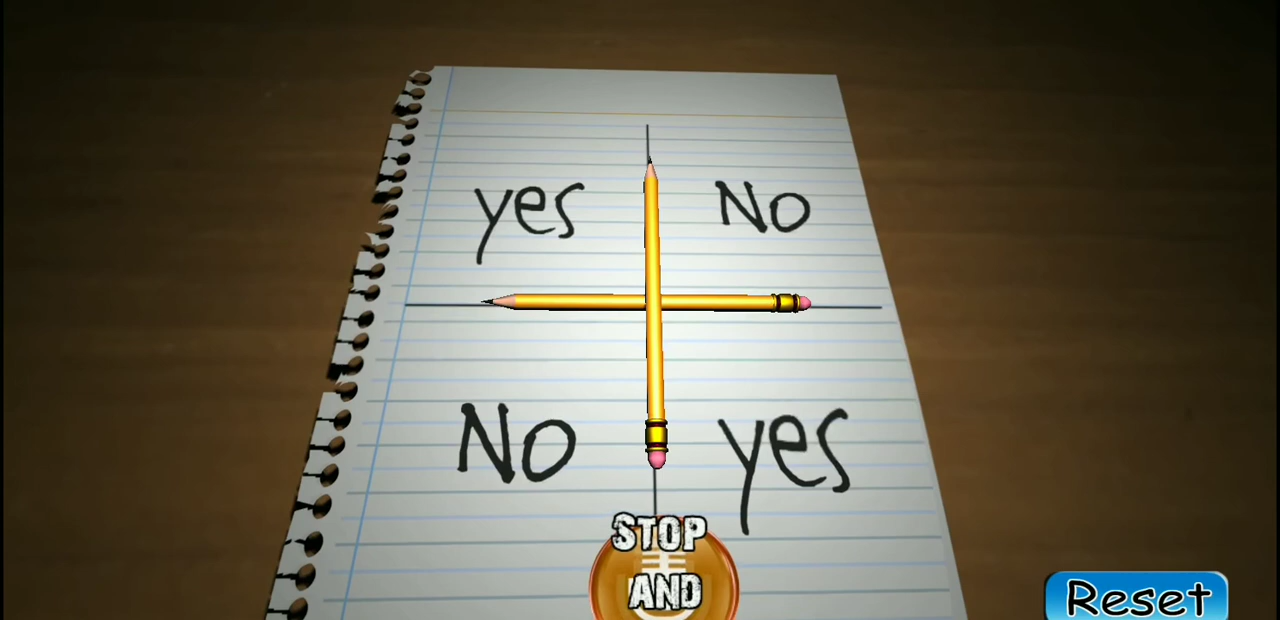 yes No
No yes
STOP
AND
Reset